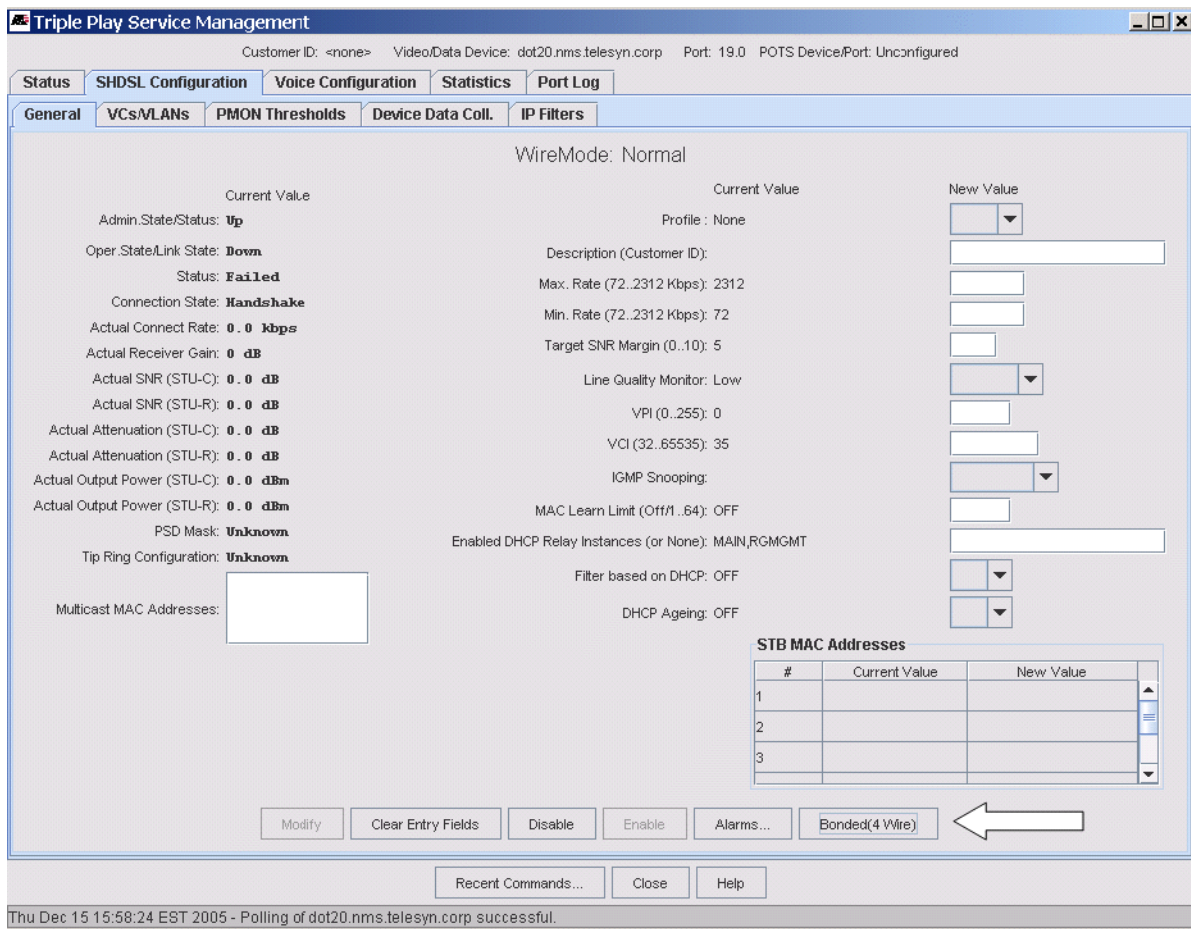 Triple Play Service Management
Customer ID: <none> Video/Data Device: dot20.nms.telesyn.corp Port: 19.0 POTS Device/Port: Unconfigured
Status SHDSL Configuration Voice Configuration Statistics Port Log
General VCs/VLANs PMON Thresholds Device Data Coll. IP Filters
WireMode: Normal
Current Value
Admin.State/Status: Up
Oper.State/Link State: Down
Status: Failed
Connection State: Handshake
Actual Connect Rate: 0.0 kbps
Actual Receiver Gain: 0 dB
Actual SNR (STU-C): 0.0 dB
Actual SNR (STU-R): 0.0 dB
Actual Attenuation (STU-C): 0.0 dB
Actual Attenuation (STU-R): 0.0 dB
Actual Output Power (STU-C): 0.0 dBm
Actual Output Power (STU-R): 0.0 dBm
PSD Mask: Unknown
Tip Ring Configuration: Unknown
Multicast MAC Addresses:
Current Value New Value
Profile : None
Description (Customer ID):
Max. Rate (72..2312 Kbps): 2312
Min. Rate (72..2312 Kbps): 72
Target SNR Margin (0..10): 5
Line Quality Monitor: Low
VPI (0..255): 0
VCI (32..65535): 35
IGMP Snooping:
MAC Learn Limit (Off/1..64): OFF
Enabled DHCP Relay Instances (or None): MAIN,RGMGMT
Filter based on DHCP: OFF
DHCP Ageing: OFF
STB MAC Addresses
# Current Value New Value
1
2
3
Modify Clear Entry Fields Disable Enable Alarms... Bonded(4 Wire)
Recent Commands... Close Help
Thu Dec 15 15:58:24 EST 2005 - Polling of dot20.nms.telesyn.corp successful.